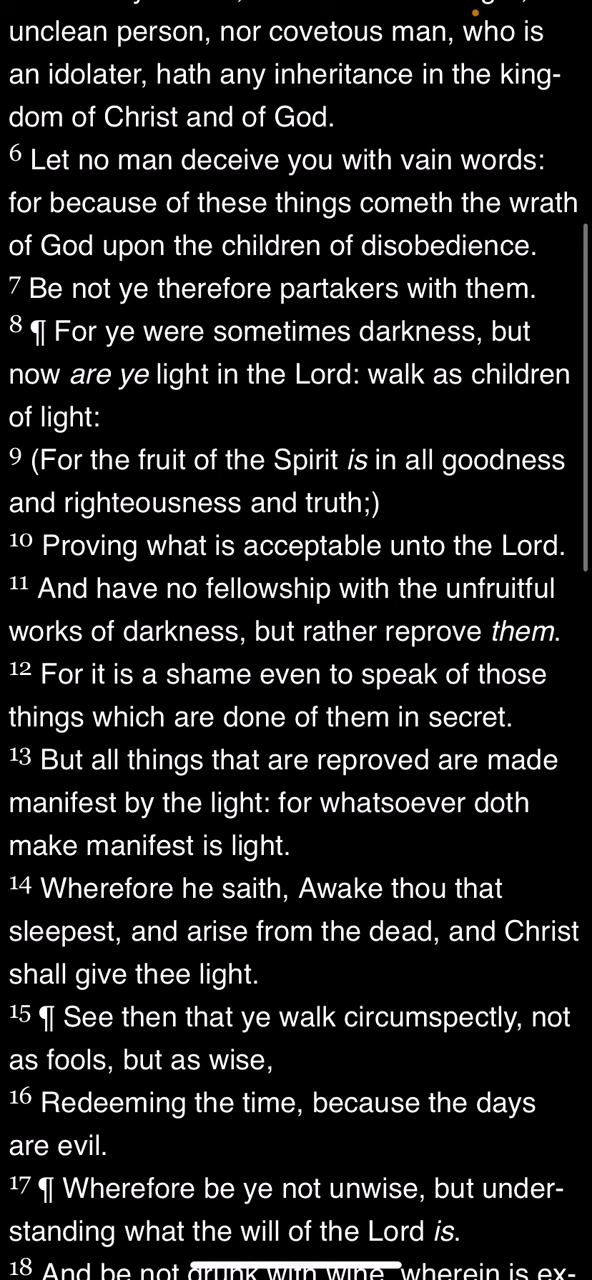 unclean person, nor covetous man, who is
an idolater, hath any inheritance in the king-
dom of Christ and of God.
6 Let no man deceive you with vain words:
for because of these things cometh the wrath
of God upon the children of disobedience.
7 Be not ye therefore partakers with them.
8 ¶ For ye were sometimes darkness, but
now are ye light in the Lord: walk as children
of light:
9 (For the fruit of the Spirit is in all goodness
and righteousness and truth;)
10 Proving what is acceptable unto the Lord.
11 And have no fellowship with the unfruitful
works of darkness, but rather reprove them.
12 For it is a shame even to speak of those
things which are done of them in secret.
13 But all things that are reproved are made
manifest by the light: for whatsoever doth
make manifest is light.
14 Wherefore he saith, Awake thou that
sleepest, and arise from the dead, and Christ
shall give thee light.
15 ¶ See then that ye walk circumspectly, not
as fools, but as wise,
16 Redeeming the time, because the days
are evil.
17 ¶ Wherefore be ye not unwise, but under-
standing what the will of the Lord is.
18 And be not drunk with wine, wherein is ex-